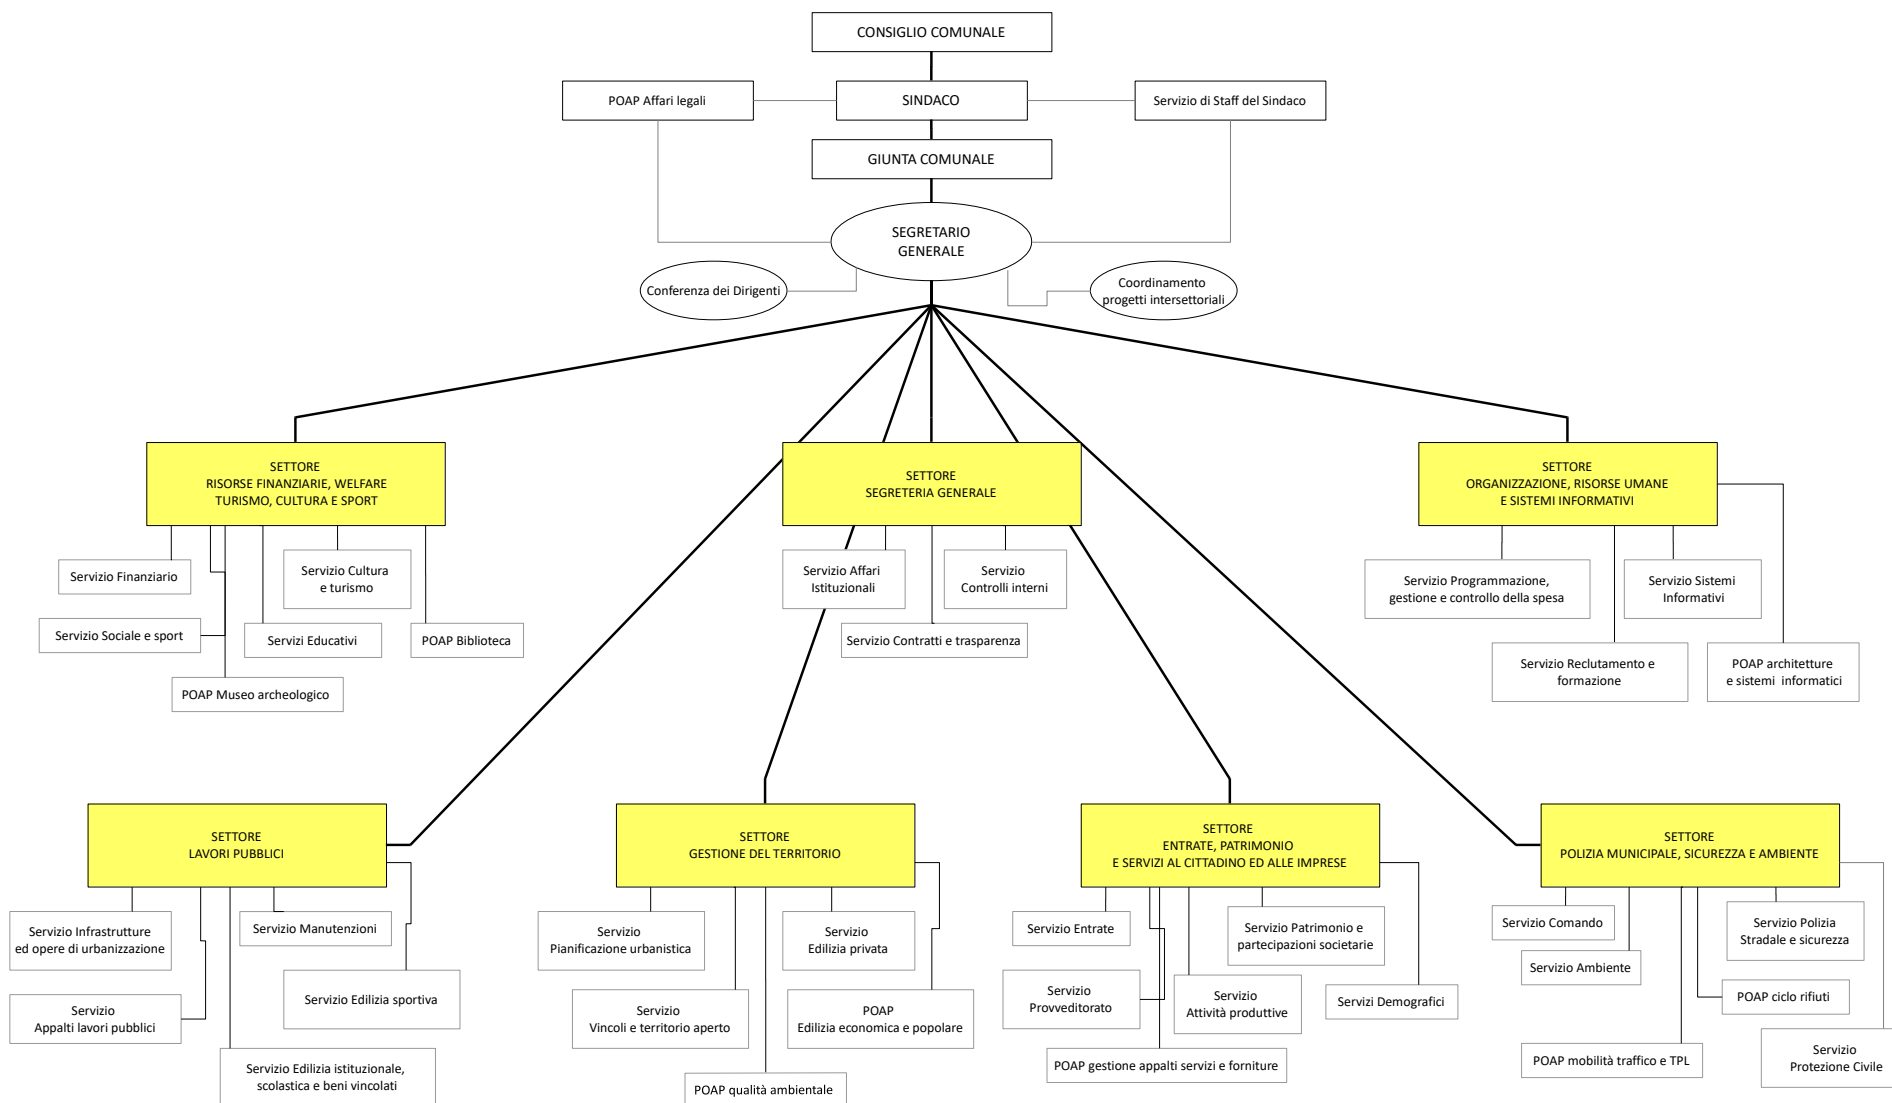 CONSIGLIO COMUNALE
POAP Affari legali
SINDACO
Servizio di Staff del Sindaco
GIUNTA COMUNALE
SEGRETARIO
GENERALE
Conferenza dei Dirigenti
Coordinamento
progetti intersettoriali
SETTORE
RISORSE FINANZIARIE, WELFARE
TURISMO, CULTURA E SPORT
SETTORE
SEGRETERIA GENERALE
SETTORE
ORGANIZZAZIONE, RISORSE UMANE
E SISTEMI INFORMATIVI
Servizio Finanziario
Servizio Cultura
e turismo
Servizio Sociale e sport
Servizi Educativi
POAP Biblioteca
POAP Museo archeologico
Servizio Affari
Istituzionali
Servizio
Controlli interni
Servizio Contratti e trasparenza
Servizio Programmazione,
gestione e controllo della spesa
Servizio Sistemi
Informativi
Servizio Reclutamento e
formazione
POAP architetture
e sistemi  informatici
SETTORE
LAVORI PUBBLICI
SETTORE
GESTIONE DEL TERRITORIO
SETTORE
ENTRATE, PATRIMONIO
E SERVIZI AL CITTADINO ED ALLE IMPRESE
SETTORE
POLIZIA MUNICIPALE, SICUREZZA E AMBIENTE
Servizio Infrastrutture
ed opere di urbanizzazione
Servizio Manutenzioni
Servizio Edilizia sportiva
Servizio
Appalti lavori pubblici
Servizio Edilizia istituzionale,
scolastica e beni vincolati
Servizio
Pianificazione urbanistica
Servizio
Edilizia privata
Servizio
Vincoli e territorio aperto
POAP
Edilizia economica e popolare
POAP qualità ambientale
Servizio Entrate
Servizio Patrimonio e
partecipazioni societarie
Servizio
Provveditorato
Servizio
Attività produttive
Servizi Demografici
POAP gestione appalti servizi e forniture
Servizio Comando
Servizio Polizia
Stradale e sicurezza
Servizio Ambiente
POAP ciclo rifiuti
POAP mobilità traffico e TPL
Servizio
Protezione Civile